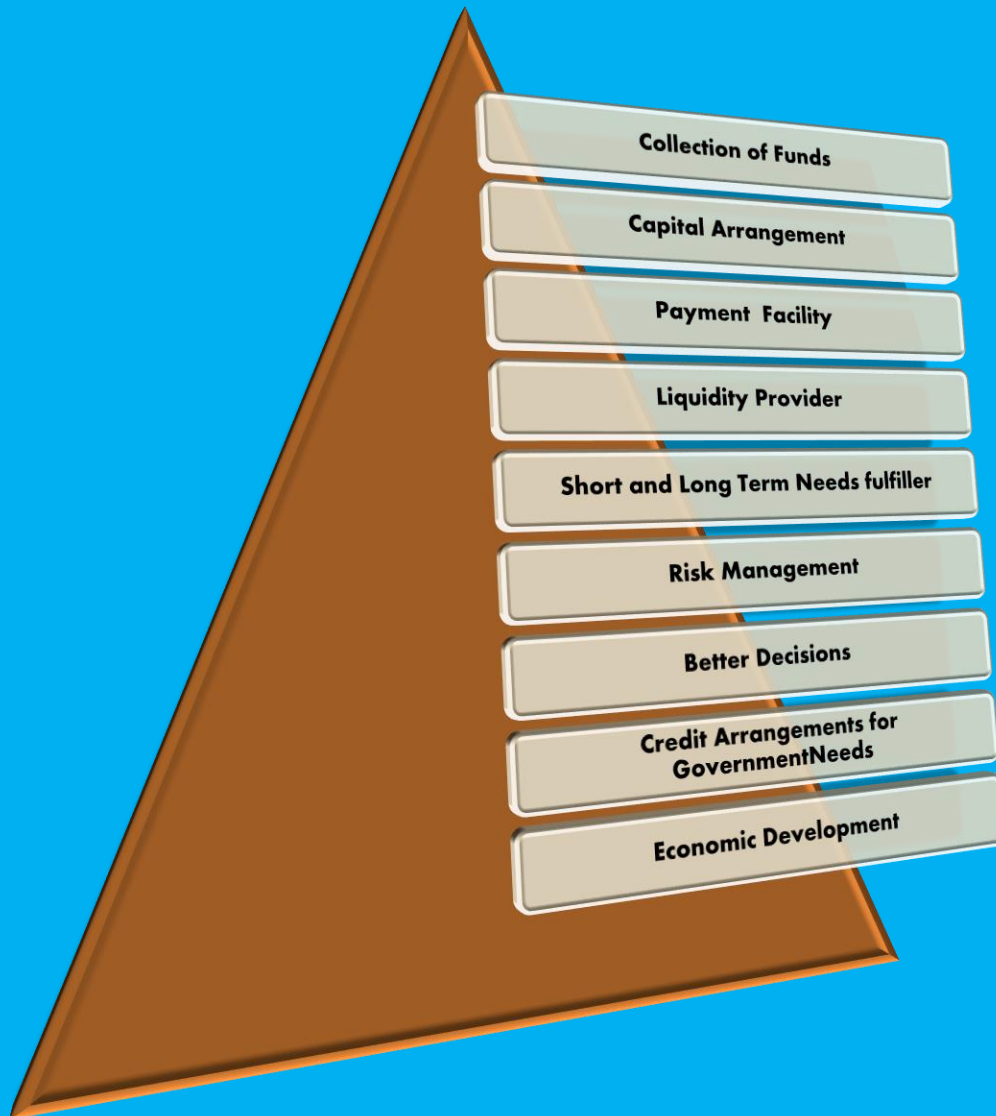 Collection of Funds
Capital Arrangement
Payment Facility
Liquidity Provider
Short and Long Term Needs fulfiller
Risk Management
Better Decisions
Credit Arrangements for
GovernmentNeeds
Economic Development